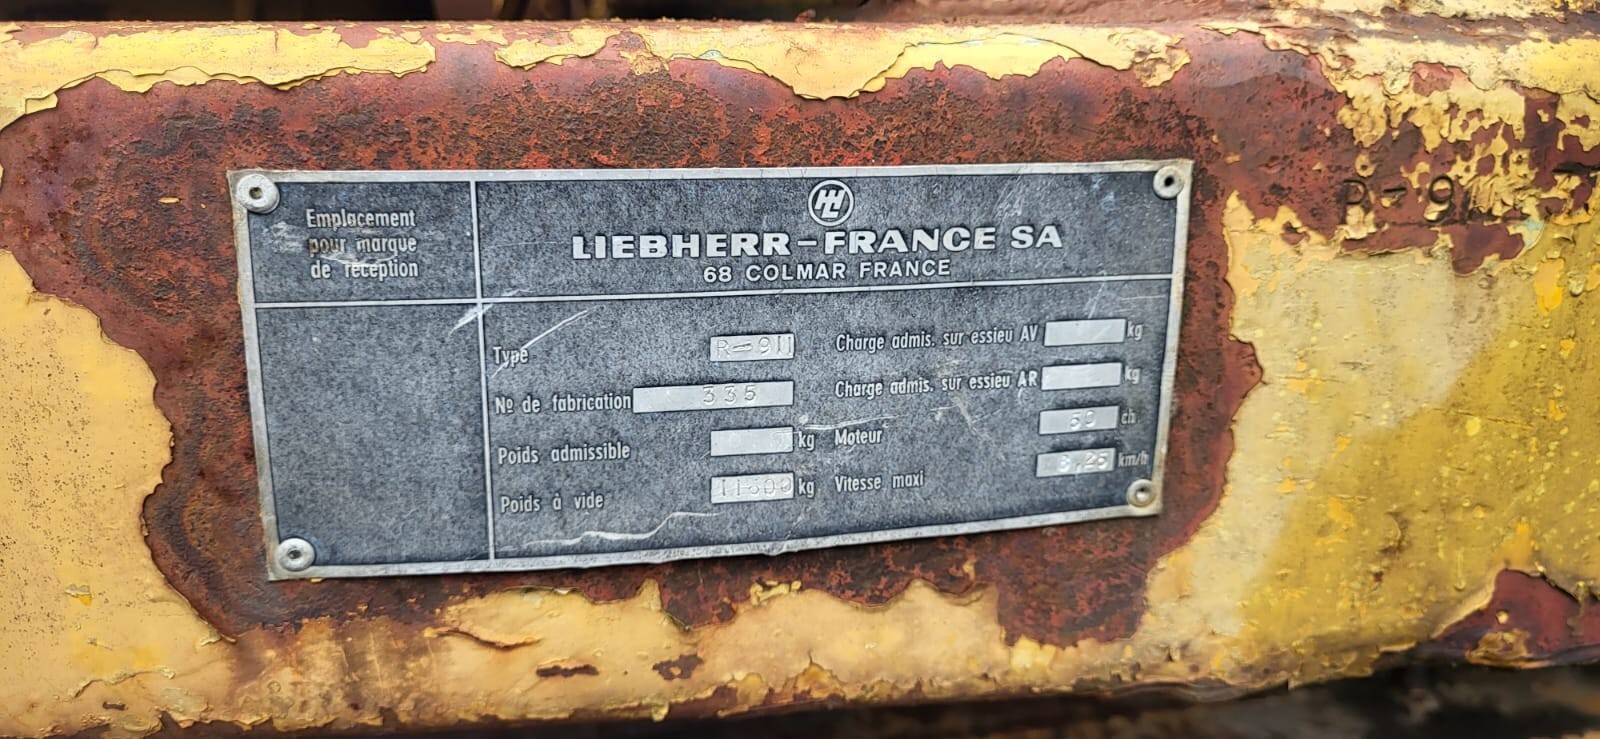 Emplacement
pour marque
de réception
LIEBHERR-FRANCE SA
68 COLMAR FRANCE
Type R-911
Nº de fabrication 335
Poids admissible kg
Poids à vide 11600 kg
Charge admis. sur essieu AV kg
Charge admis. sur essieu AR kg
Moteur ch
Vitesse maxi km/h